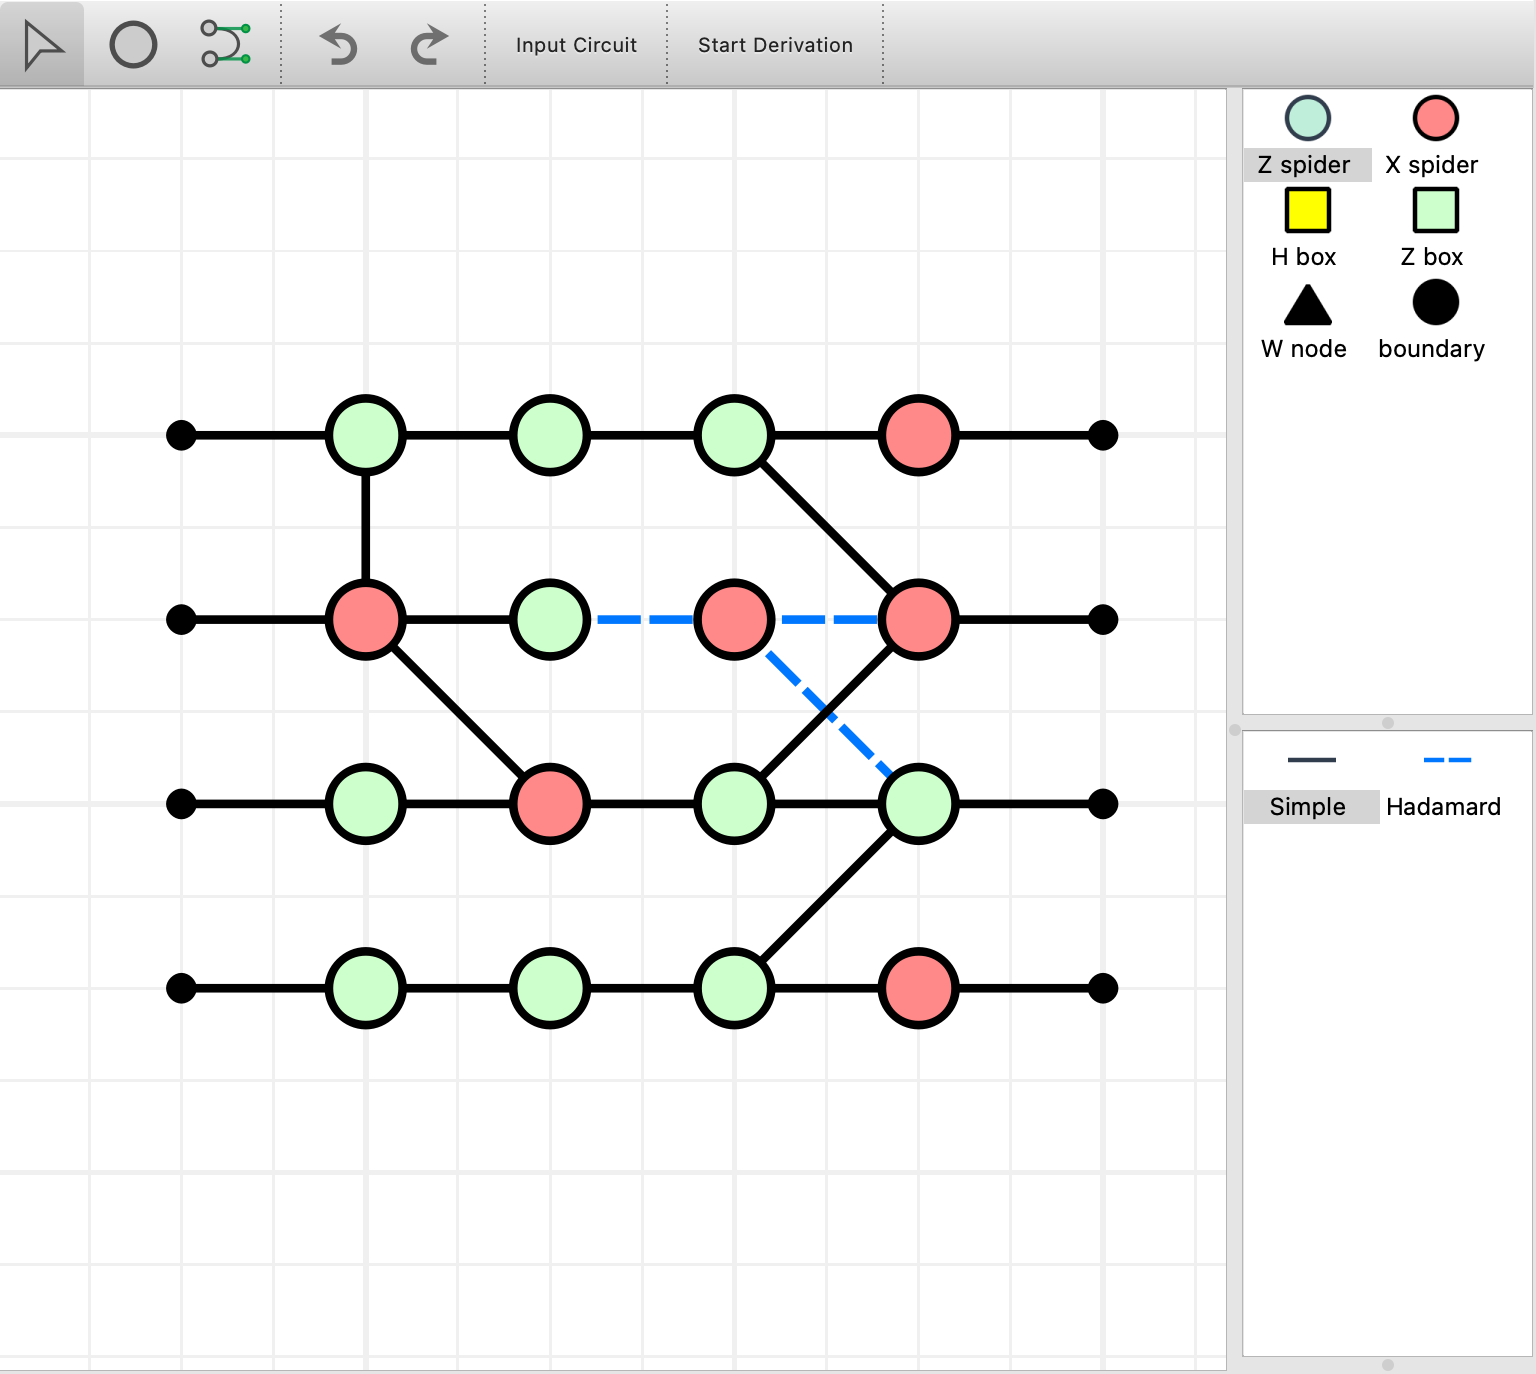 Input Circuit
Start Derivation
Z spider
X spider
H box
Z box
W node
boundary
Simple
Hadamard